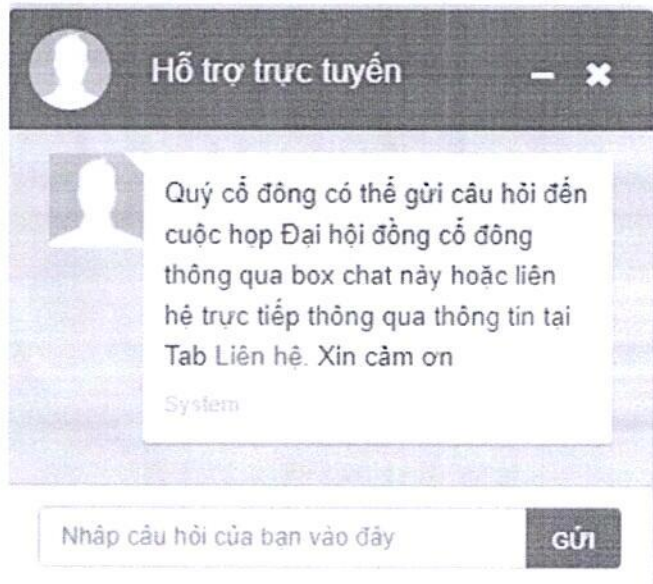 Hỗ trợ trực tuyến
Quý cổ đông có thể gửi câu hỏi đến
cuộc họp Đại hội đồng cổ đông
thông qua box chat này hoặc liên
hệ trực tiếp thông qua thông tin tại
Tab Liên hệ. Xin cảm ơn
System
Nhập câu hỏi của bạn vào đây
GỬI